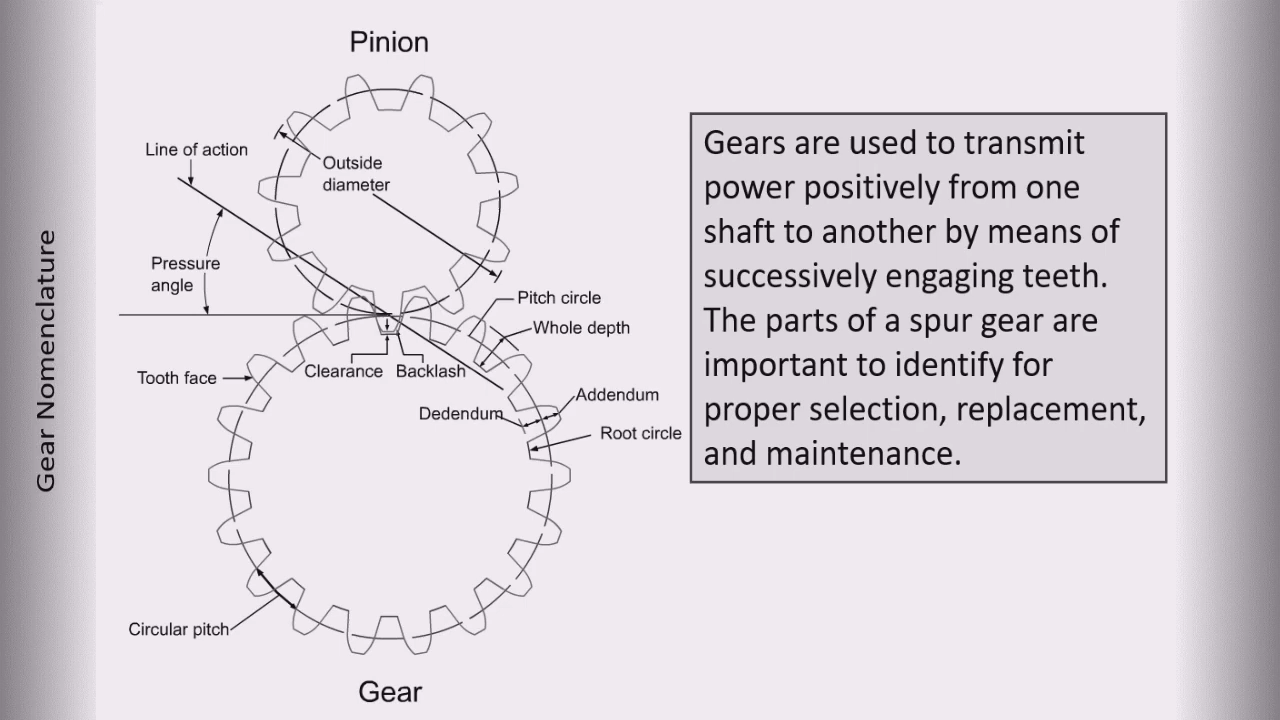 Gear Nomenclature
Pinion
Line of action
Outside
diameter
Pressure
angle
Pitch circle
Whole depth
Clearance
Backlash
Tooth face
Addendum
Dedendum
Root circle
Circular pitch
Gear
Gears are used to transmit
power positively from one
shaft to another by means of
successively engaging teeth.
The parts of a spur gear are
important to identify for
proper selection, replacement,
and maintenance.